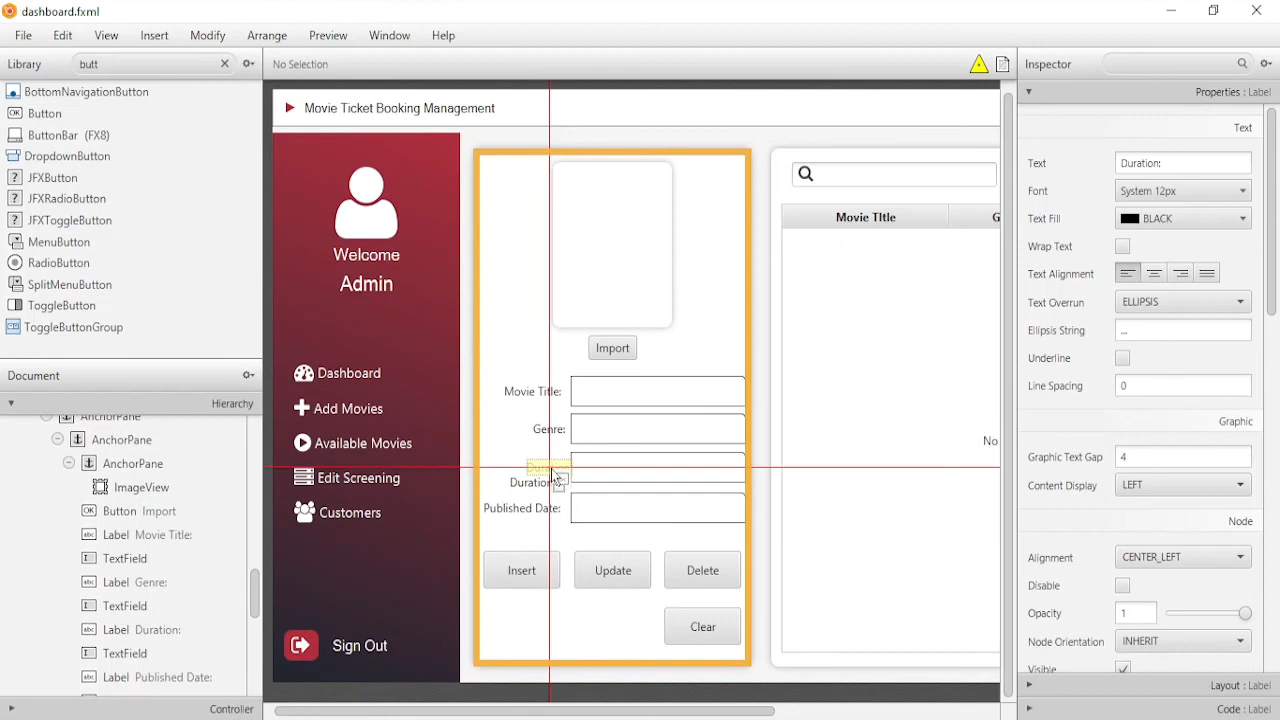 dashboard.fxml
File Edit View Insert Modify Arrange Preview Window Help
Library butt
No Selection
Inspector
BottomNavigationButton
Button
ButtonBar (FX8)
DropdownButton
JFXButton
JFXRadioButton
JFXToggleButton
MenuButton
RadioButton
SplitMenuButton
ToggleButton
ToggleButtonGroup
Document
Hierarchy
AnchorPane
AnchorPane
AnchorPane
ImageView
Button Import
Label Movie Title:
TextField
Label Genre:
TextField
Label Duration:
TextField
Label Published Date:
Controller
Movie Ticket Booking Management
Welcome
Admin
Dashboard
Add Movies
Available Movies
Edit Screening
Customers
Sign Out
Import
Movie Title:
Genre:
Duration
Published Date:
Insert Update Delete
Clear
Movie TItle G
No
Properties : Label
Text
Text Duration:
Font System 12px
Text Fill BLACK
Wrap Text
Text Alignment
Text Overrun ELLIPSIS
Ellipsis String ...
Underline
Line Spacing 0
Graphic
Graphic Text Gap 4
Content Display LEFT
Node
Alignment CENTER_LEFT
Disable
Opacity 1
Node Orientation INHERIT
Visible
Layout : Label
Code : Label